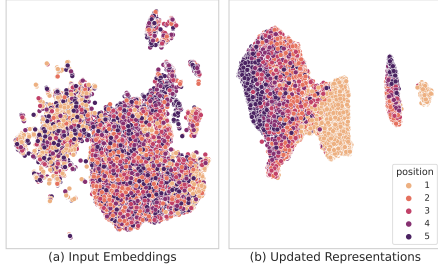 position
1
2
3
4
5
(a) Input Embeddings
(b) Updated Representations